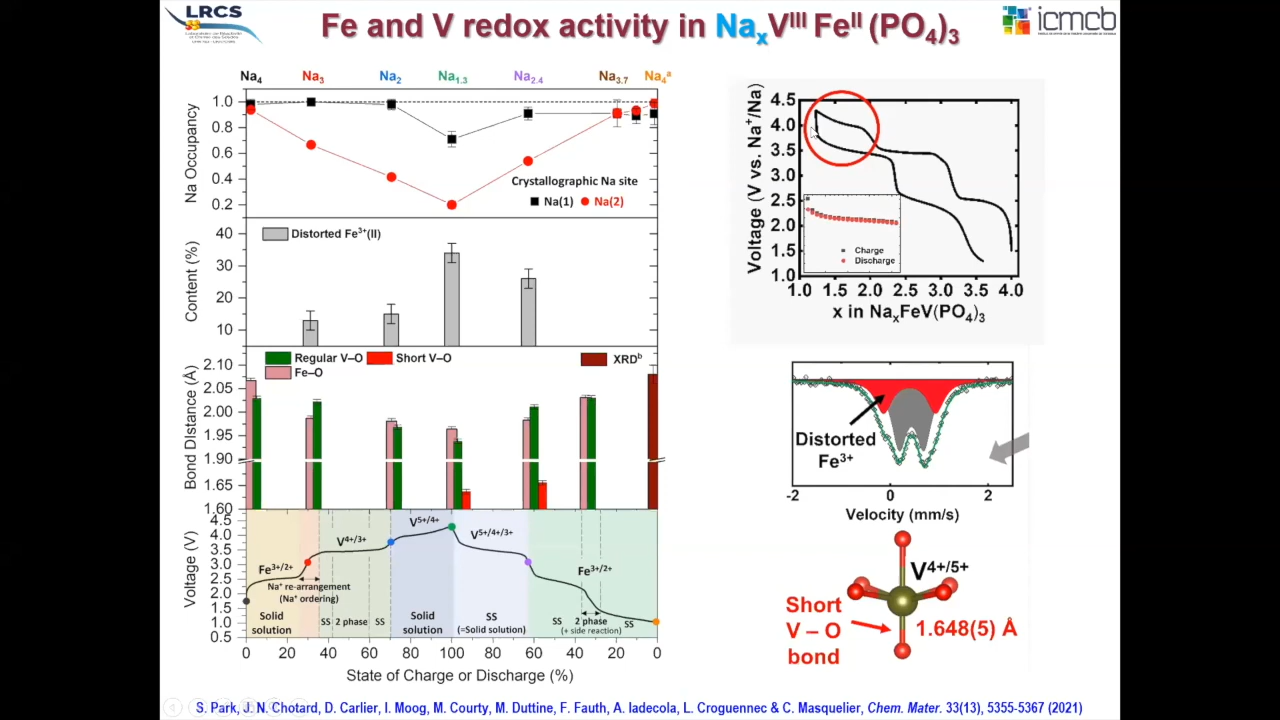 LRCS
Fe and V redox activity in NaxVIII FeII (PO4)3
icmcb
Na4 Na3 Na2 Na1.3 Na2.4 Na3.7 Na4a
Na Occupancy
1.0
0.8
0.6
0.4
0.2
Crystallographic Na site
Na(1) Na(2)
Content (%)
40
30
20
10
Distorted Fe3+(II)
Bond Distance (Å)
2.10
2.05
2.00
1.95
1.90
1.65
1.60
Regular V–O Short V–O XRDb
Fe–O
Voltage (V)
4.5
4.0
3.5
3.0
2.0
1.5
1.0
0.5
Fe3+/2+
V4+/3+
V5+/4+
V5+/4+/3+
Fe3+/2+
Na+ re-arrangement
(Na+ ordering)
Solid
solution
SS 2 phase SS
Solid
solution
SS
(=Solid solution)
SS 2 phase SS
(+ side reaction)
0 20 40 60 80 100 80 60 40 20 0
State of Charge or Discharge (%)
Voltage (V vs. Na+/Na)
4.5
4.0
3.5
3.0
2.5
2.0
1.5
1.0
Charge
Discharge
1.0 1.5 2.0 2.5 3.0 3.5 4.0
x in NaxFeV(PO4)3
Distorted
Fe3+
-2 0 2
Velocity (mm/s)
V4+/5+
Short
V – O
bond
1.648(5) Å
S. Park, J. N. Chotard, D. Carlier, I. Moog, M. Courty, M. Duttine, F. Fauth, A. Iadecola, L. Croguennec & C. Masquelier, Chem. Mater. 33(13), 5355-5367 (2021)